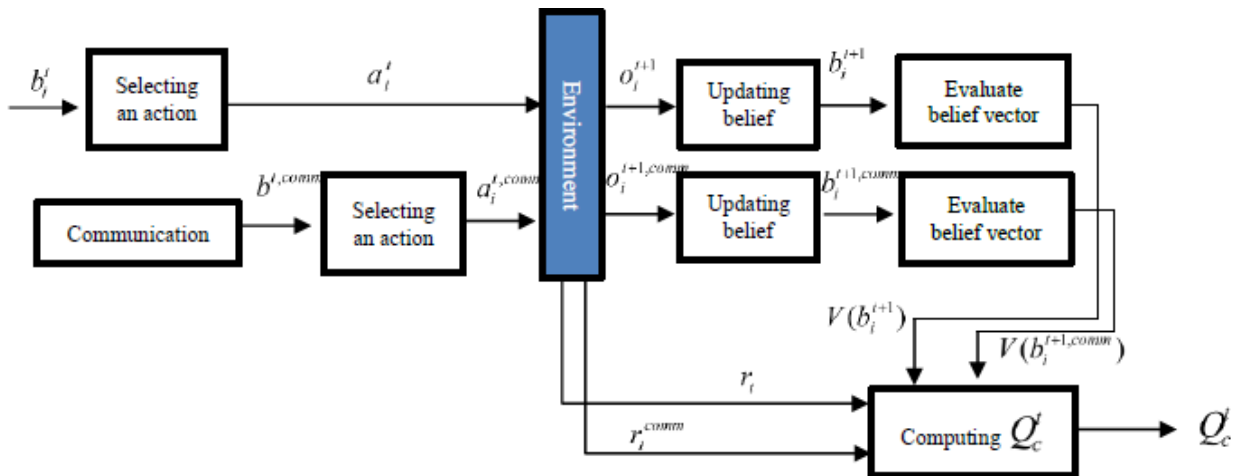 b_i^t
Selecting
an action
a_i^t
Environment
o_i^{t+1}
Updating
belief
b_i^{t+1}
Evaluate
belief vector
Communication
b^{t,comm}
Selecting
an action
a_i^{t,comm}
o_i^{t+1,comm}
Updating
belief
b_i^{t+1,comm}
Evaluate
belief vector
V(b_i^{t+1})
V(b_i^{t+1,comm})
r_i
r_i^{comm}
Computing Q_c^t
Q_c^t